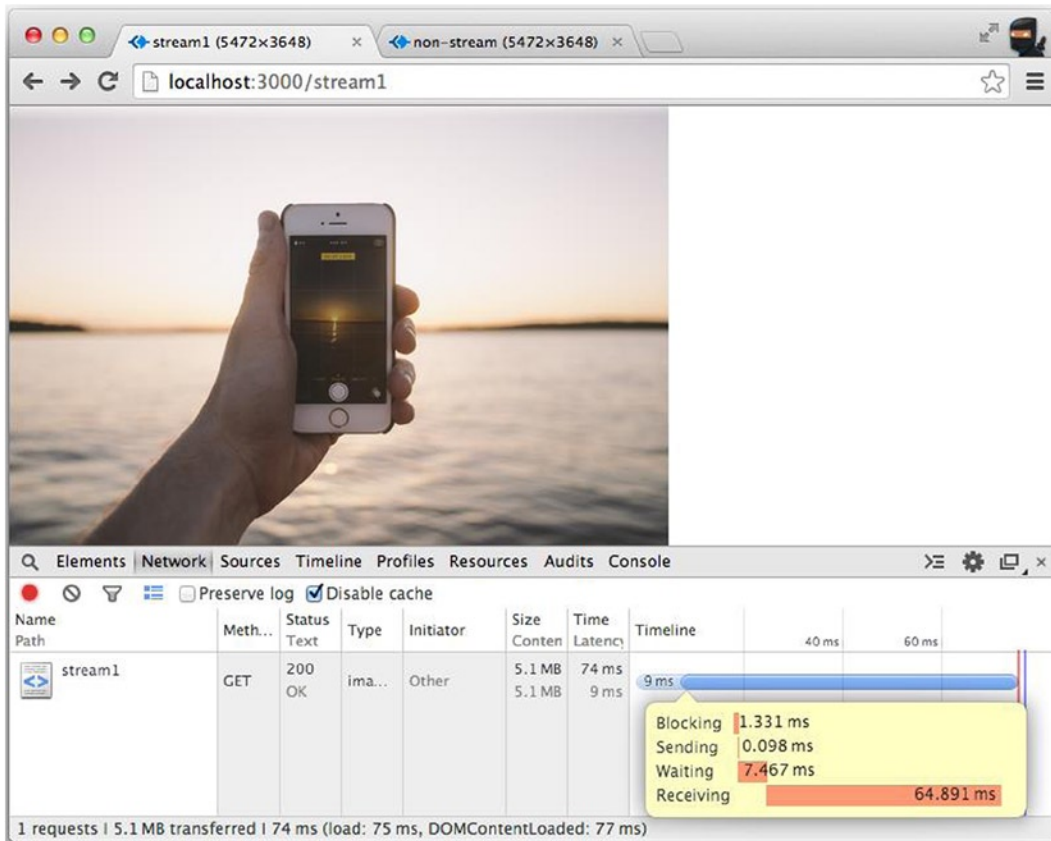 stream1 (5472×3648) × non-stream (5472×3648) ×
localhost:3000/stream1
Elements Network Sources Timeline Profiles Resources Audits Console
Preserve log Disable cache
Name Meth... Status Type Initiator Size Time Timeline 40 ms 60 ms
Path Text Conten Latency
stream1 GET 200 ima... Other 5.1 MB 74 ms 9 ms
OK 5.1 MB 9 ms
Blocking 1.331 ms
Sending 0.098 ms
Waiting 7.467 ms
Receiving 64.891 ms
1 requests | 5.1 MB transferred | 74 ms (load: 75 ms, DOMContentLoaded: 77 ms)